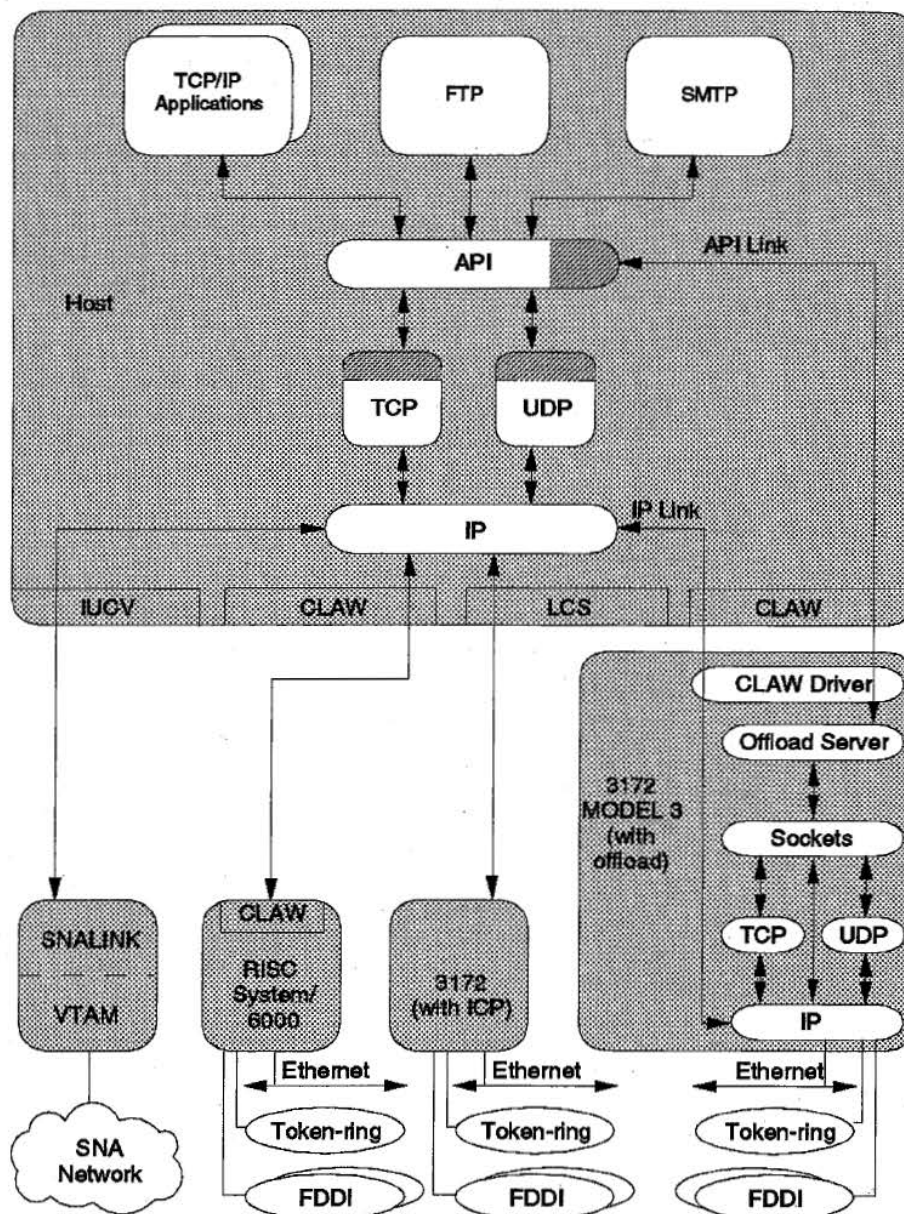 TCP/IP
Applications
FTP
SMTP
API Link
API
Host
TCP
UDP
IP Link
IP
IUCV
CLAW
LCS
CLAW
CLAW Driver
Offload Server
3172
MODEL 3
(with
offload)
Sockets
TCP
UDP
IP
SNALINK
VTAM
CLAW
RISC
System/
6000
3172
(with ICP)
Ethernet
Ethernet
Ethernet
Token-ring
Token-ring
Token-ring
SNA
Network
FDDI
FDDI
FDDI